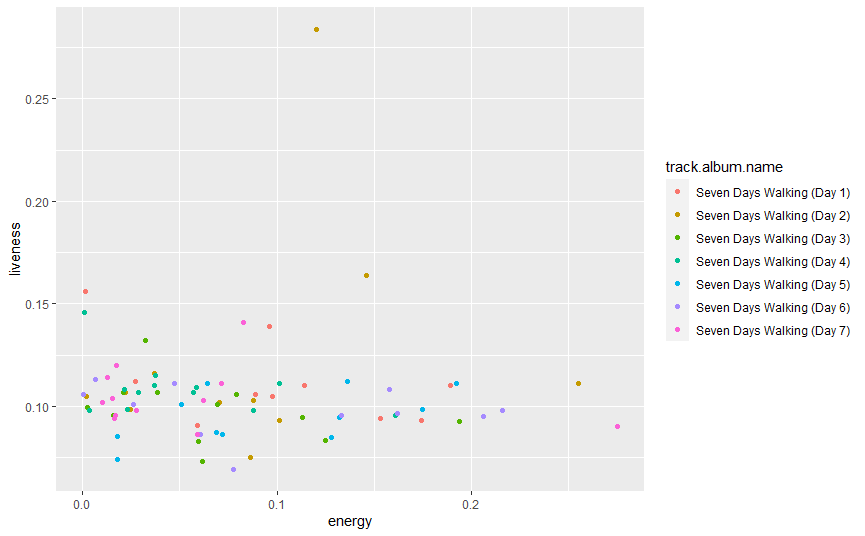 0.25
0.20
0.15
0.10
liveness
0.0
0.1
0.2
energy
track.album.name
Seven Days Walking (Day 1)
Seven Days Walking (Day 2)
Seven Days Walking (Day 3)
Seven Days Walking (Day 4)
Seven Days Walking (Day 5)
Seven Days Walking (Day 6)
Seven Days Walking (Day 7)